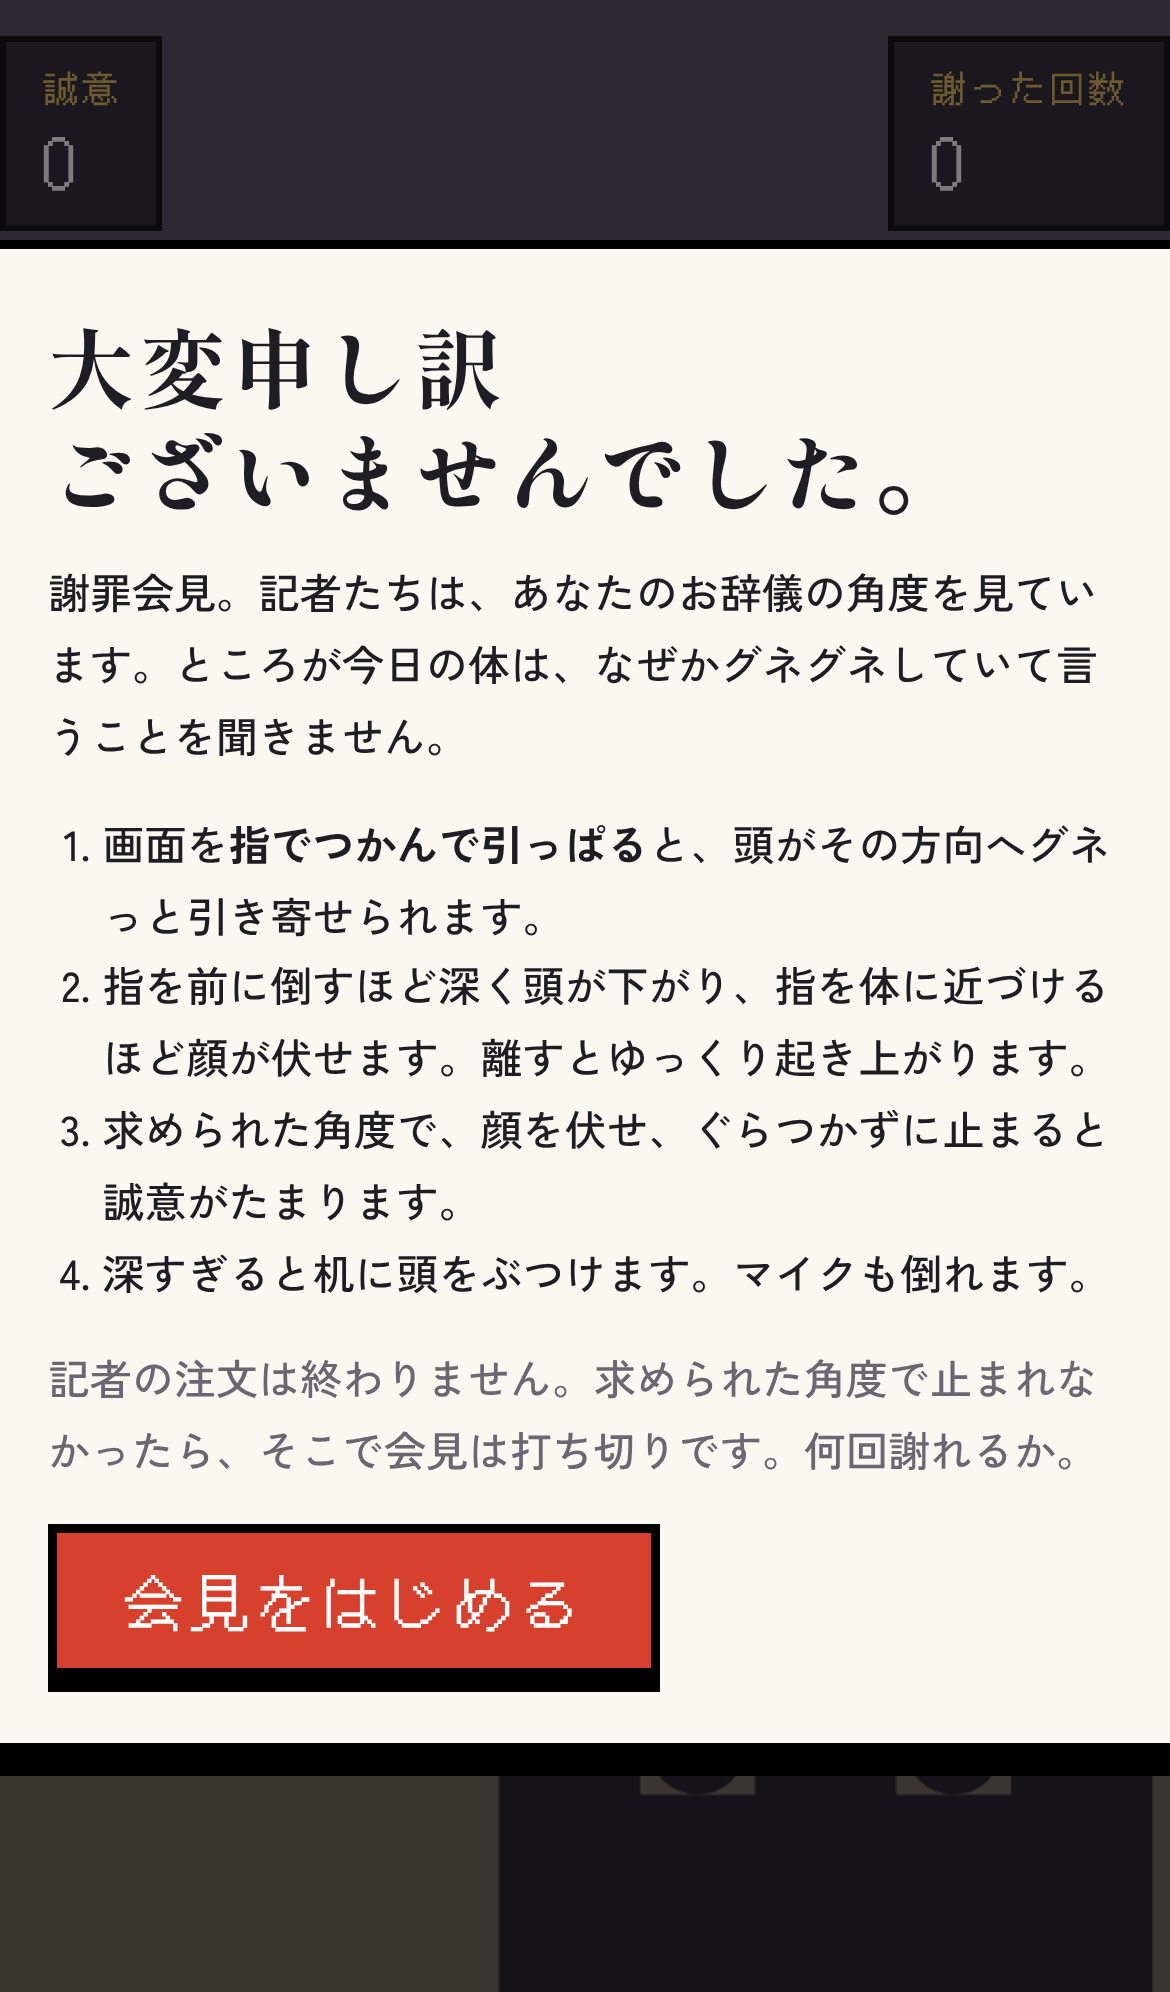 誠意
0
謝った回数
0
大変申し訳
ございませんでした。
謝罪会見。記者たちは、あなたのお辞儀の角度を見てい
ます。ところが今日の体は、なぜかグネグネしていて言
うことを聞きません。
1. 画面を指でつかんで引っぱると、頭がその方向へグネ
っと引き寄せられます。
2. 指を前に倒すほど深く頭が下がり、指を体に近づける
ほど顔が伏せます。離すとゆっくり起き上がります。
3. 求められた角度で、顔を伏せ、ぐらつかずに止まると
誠意がたまります。
4. 深すぎると机に頭をぶつけます。マイクも倒れます。
記者の注文は終わりません。求められた角度で止まれな
かったら、そこで会見は打ち切りです。何回謝れるか。
会見をはじめる